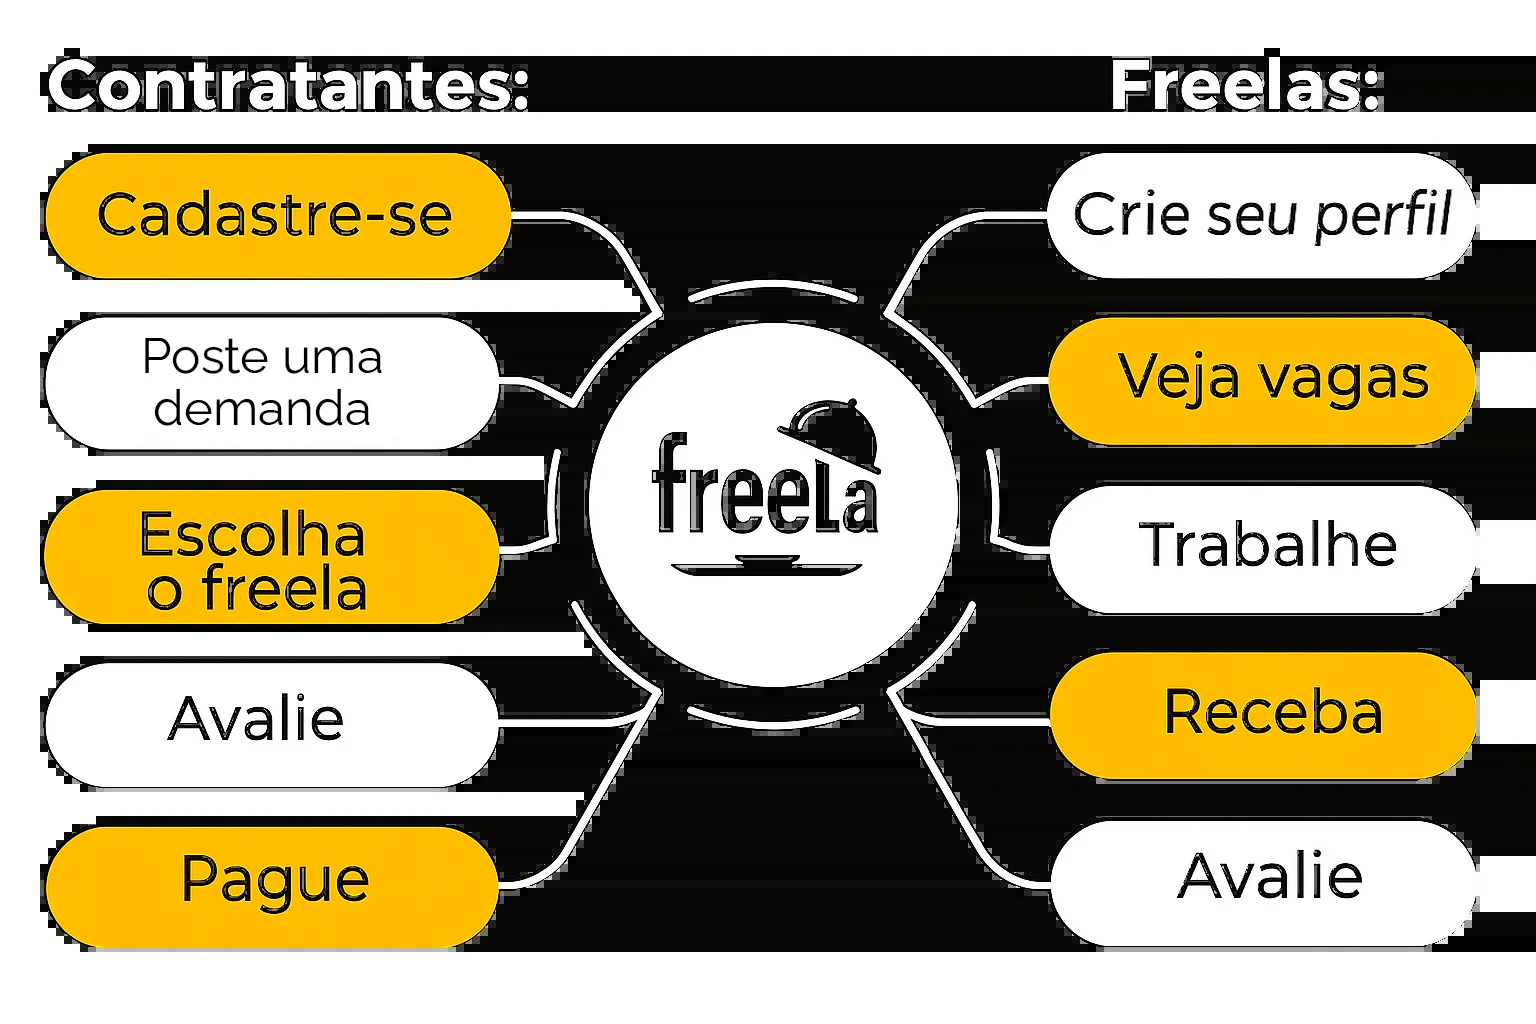 Contratantes:
Cadastre-se
Poste uma
demanda
Escolha
o freela
Avalie
Pague
freela
Freelas:
Crie seu perfil
Veja vagas
Trabalhe
Receba
Avalie